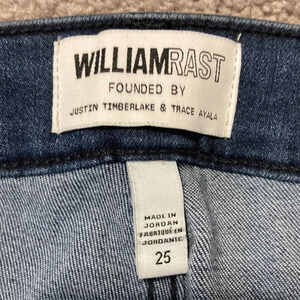 WILLIAMRAST
FOUNDED BY
JUSTIN TIMBERLAKE & TRACE AYALA
MADE IN
JORDAN
FABRIQUÉ EN
JORDANIE
25